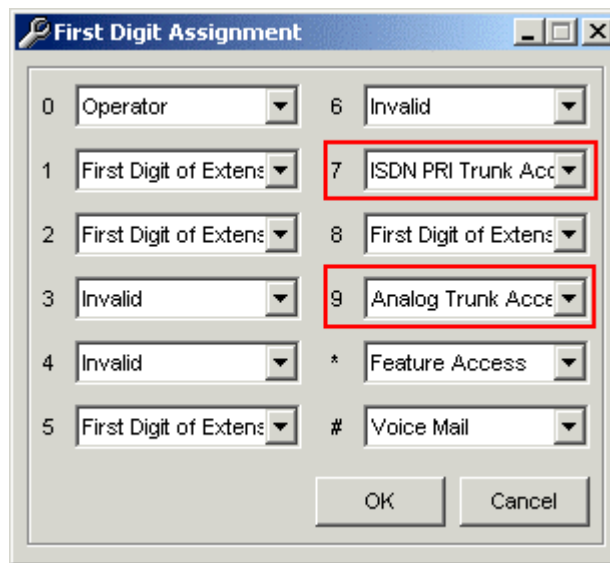 First Digit Assignment
0 Operator 6 Invalid
1 First Digit of Extens 7 ISDN PRI Trunk Acc
2 First Digit of Extens 8 First Digit of Extens
3 Invalid 9 Analog Trunk Acce
4 Invalid * Feature Access
5 First Digit of Extens # Voice Mail
OK Cancel